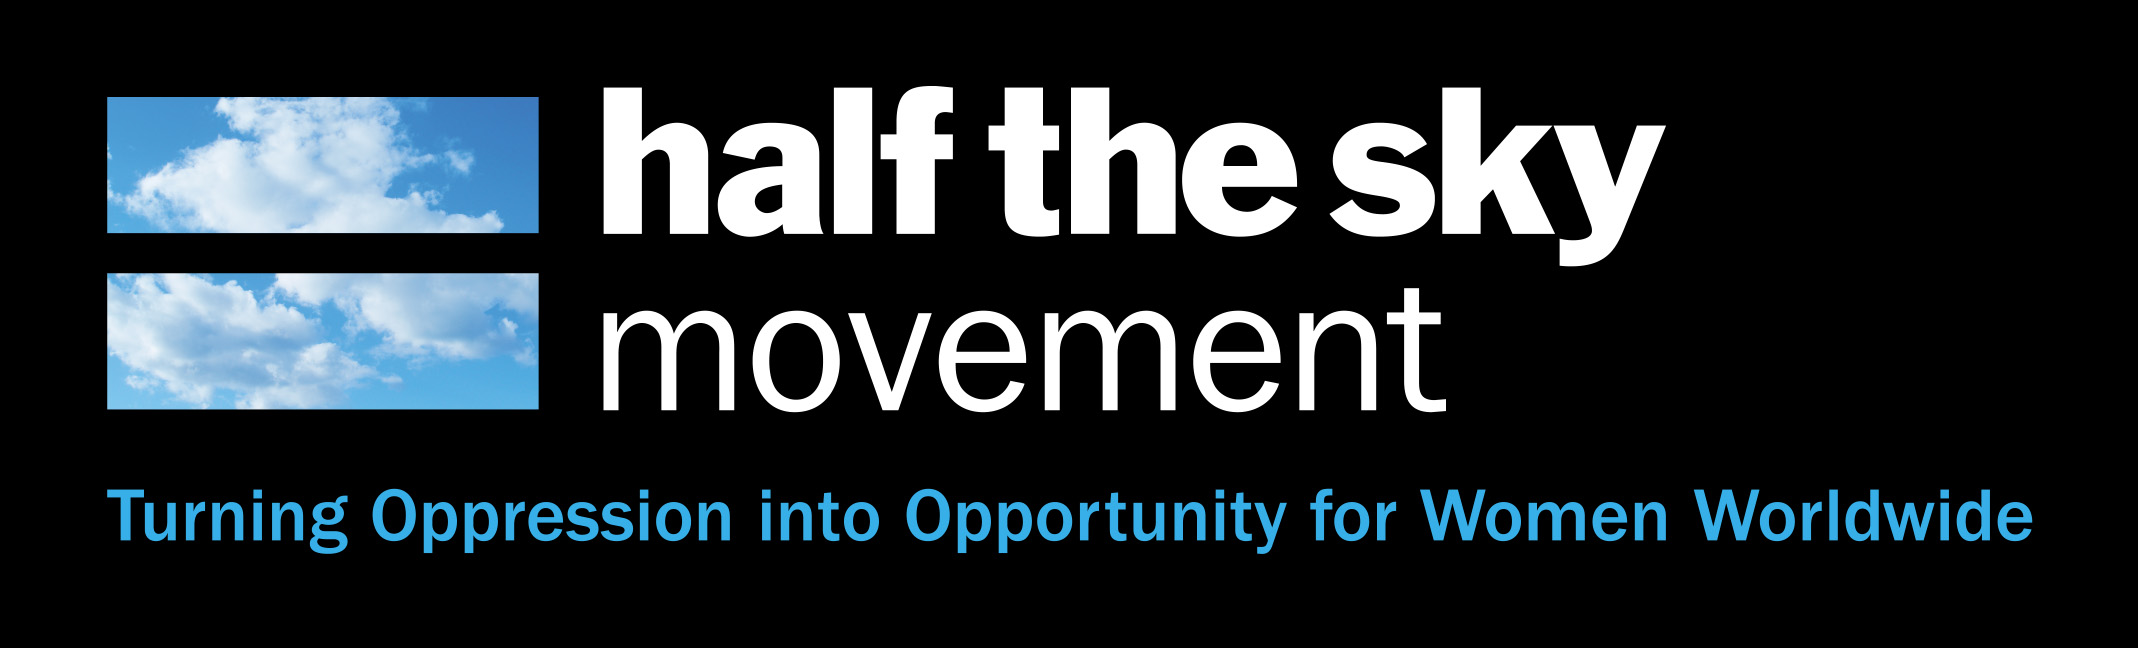 half the sky
movement
Turning Oppression into Opportunity for Women Worldwide